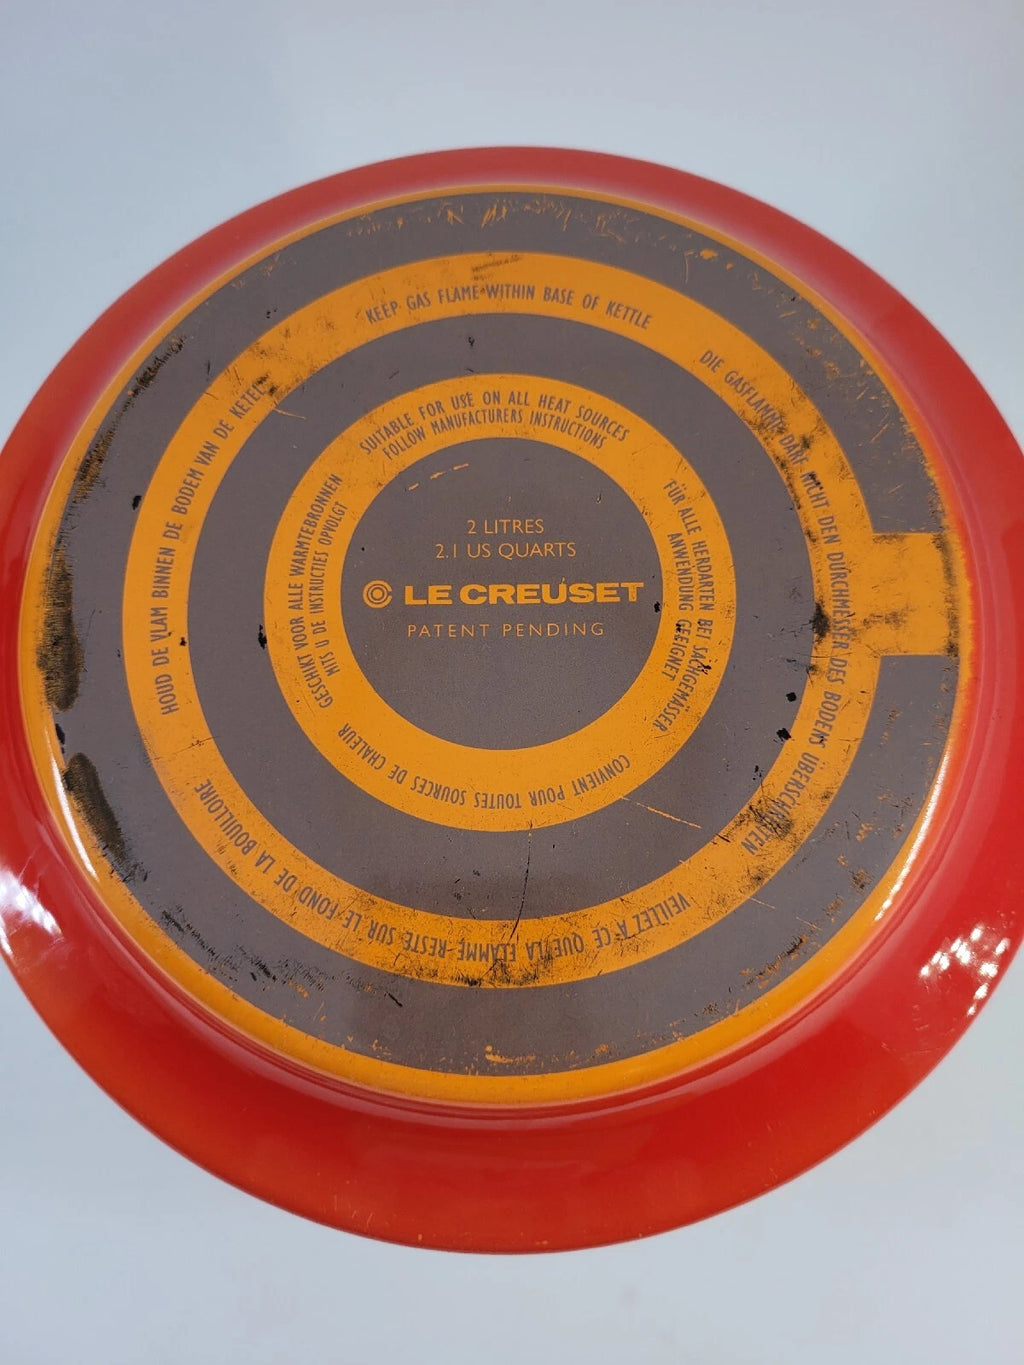 KEEP GAS FLAME WITHIN BASE OF KETTLE
DIE GASFLAMME DARF NICHT DEN DURCHMESSER DES BODENS UBERSCHREITEN
VEILLEZ A CE QUE LA FLAMME RESTE SUR LE FOND DE LA BOUILLOIRE
HOUD DE VLAM BINNEN DE BODEM VAN DE KETEL
SUITABLE FOR USE ON ALL HEAT SOURCES
FOLLOW MANUFACTURERS INSTRUCTIONS
FÜR ALLE HERDARTEN BEI SACHGEMÄSSER
ANWENDUNG GEEIGNET
CONVIENT POUR TOUTES SOURCES DE CHALEUR
GESCHIKT VOOR ALLE WARMTEBRONNEN
MITS U DE INSTRUCTIES OPVOLGT
2 LITRES
2.1 US QUARTS
LE CREUSET
PATENT PENDING